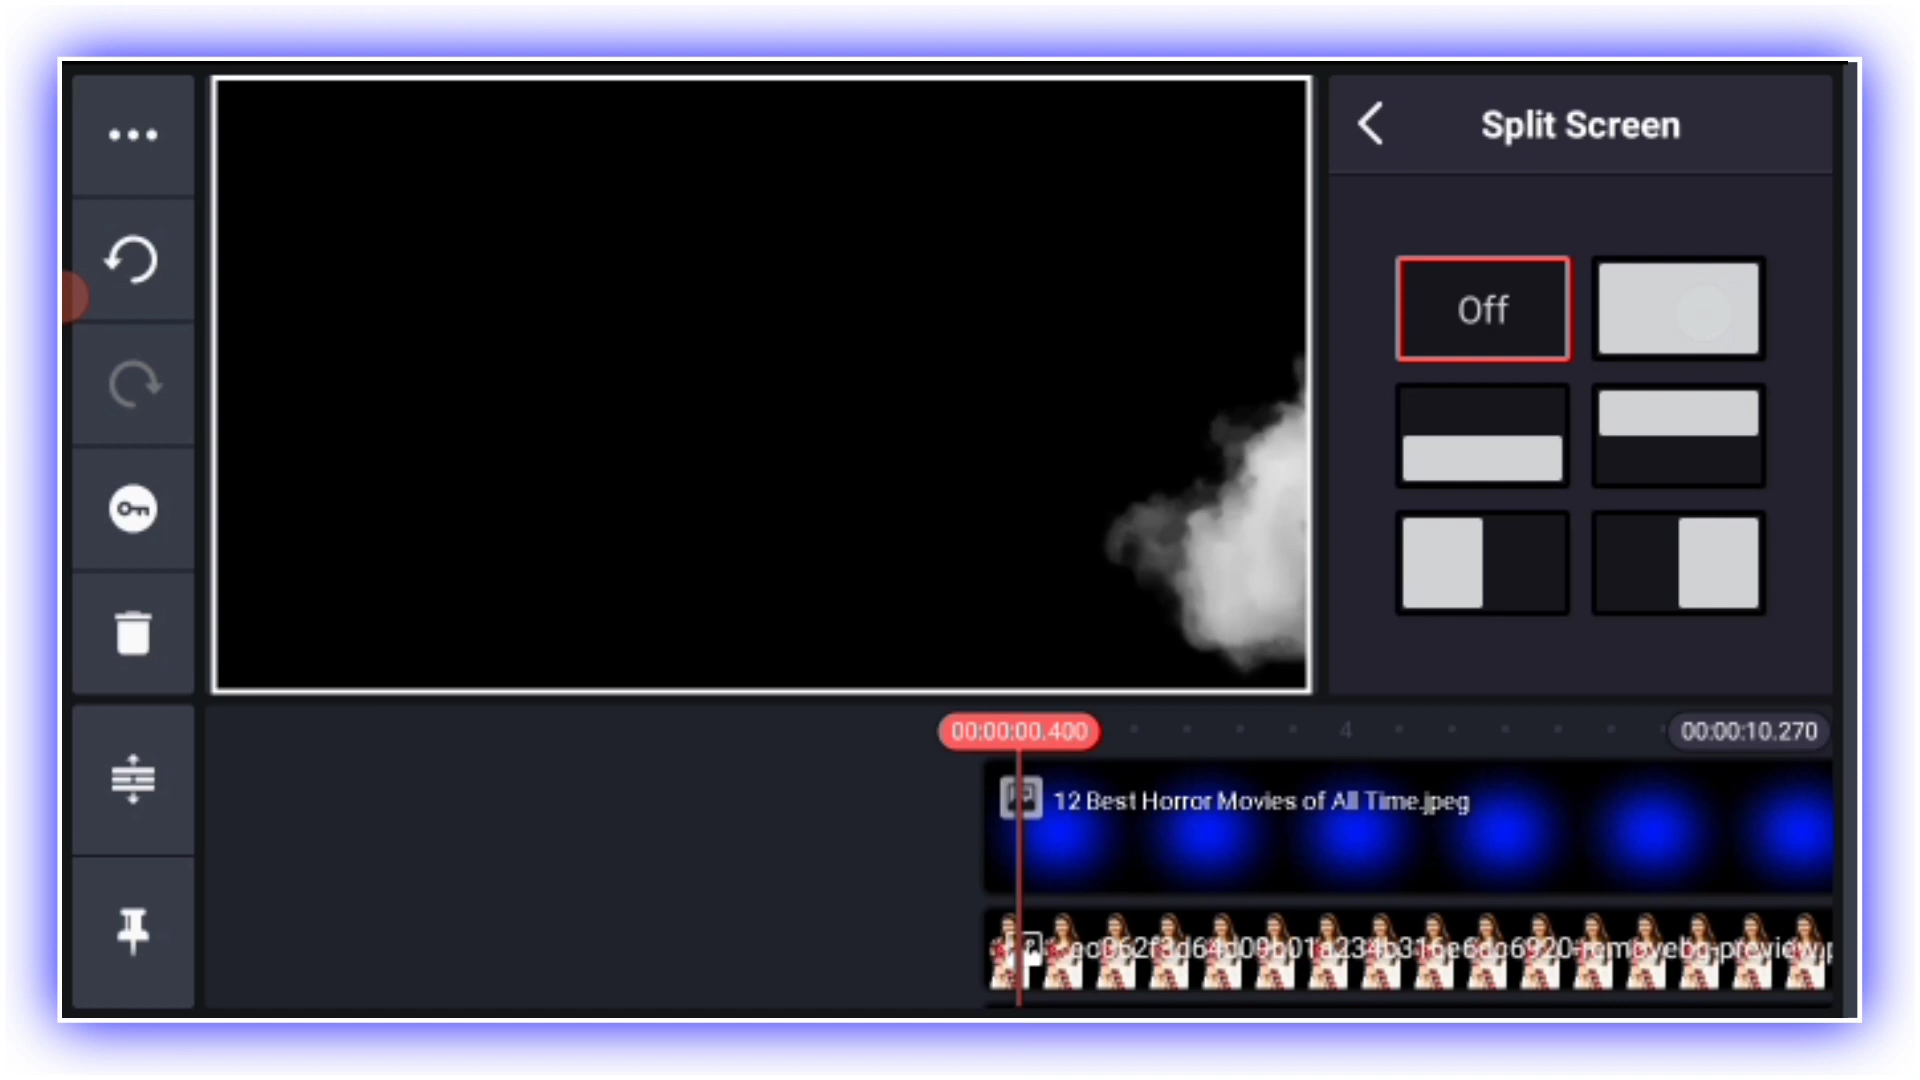 Split Screen
Off
00:00:00.400
4
00:00:10.270
12 Best Horror Movies of All Time.jpeg